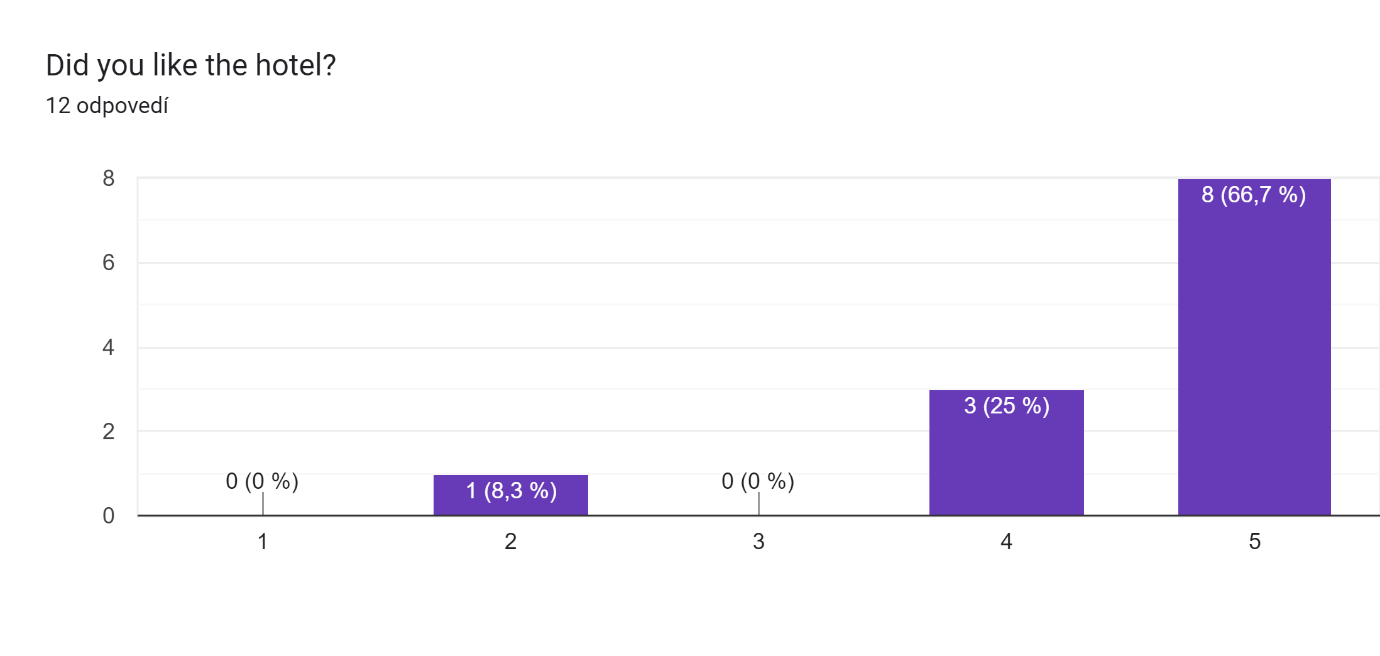 Did you like the hotel?
12 odpovedí
8
6
4
2
0
0 (0 %)
1 (8,3 %)
0 (0 %)
3 (25 %)
8 (66,7 %)
1 2 3 4 5